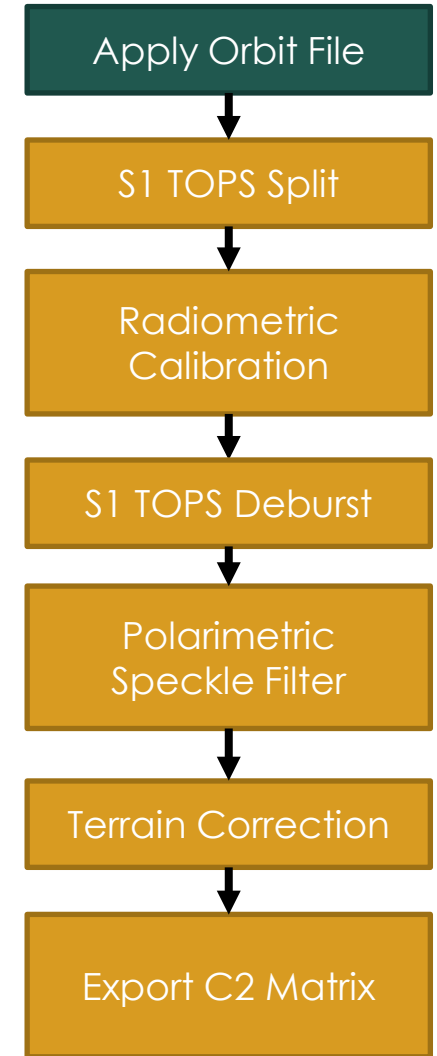 Apply Orbit File
S1 TOPS Split
Radiometric
Calibration
S1 TOPS Deburst
Polarimetric
Speckle Filter
Terrain Correction
Export C2 Matrix